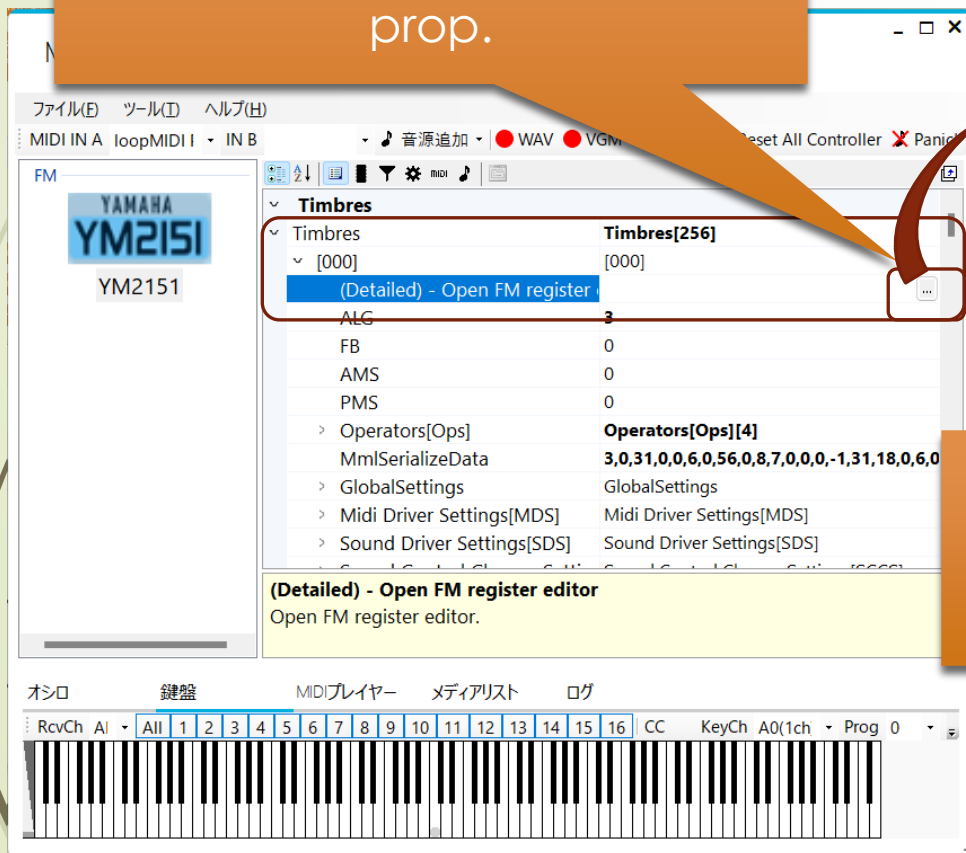 prop.
M
ファイル(F) ツール(T) ヘルプ(H)
MIDI IN A loopMIDI IN B 音源追加 WAV VGM Reset All Controller Panic
FM
YAMAHA
YM2151
YM2151
Timbres
Timbres Timbres[256]
[000] [000]
(Detailed) - Open FM register ...
ALG 3
FB 0
AMS 0
PMS 0
Operators[Ops] Operators[Ops][4]
MmlSerializeData 3,0,31,0,0,6,0,56,0,8,7,0,0,0,-1,31,18,0,6,0
GlobalSettings GlobalSettings
Midi Driver Settings[MDS] Midi Driver Settings[MDS]
Sound Driver Settings[SDS] Sound Driver Settings[SDS]
(Detailed) - Open FM register editor
Open FM register editor.
オシロ 鍵盤 MIDIプレイヤー メディアリスト ログ
RcvCh Al All 1 2 3 4 5 6 7 8 9 10 11 12 13 14 15 16 CC KeyCh A0(1ch Prog 0